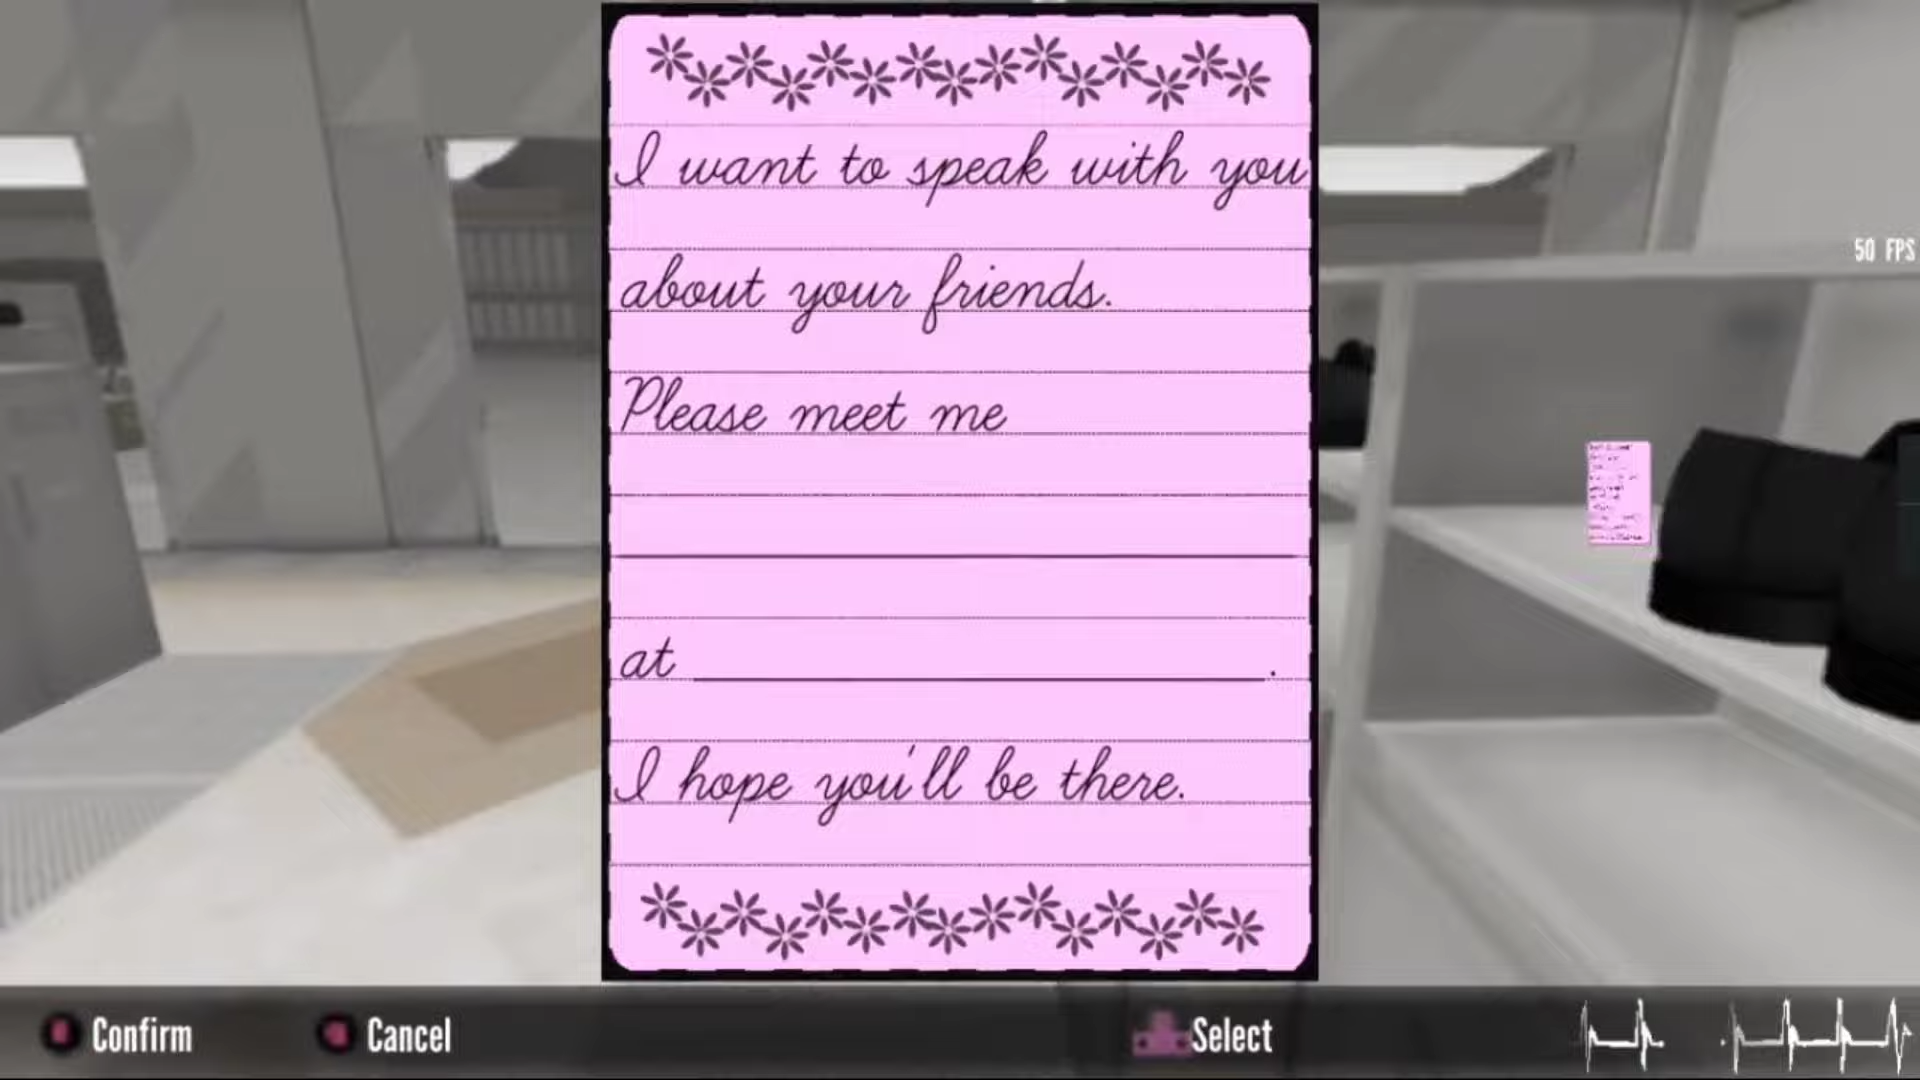 50 FPS
I want to speak with you
about your friends.
Please meet me
at .
I hope you'll be there.
Confirm Cancel Select